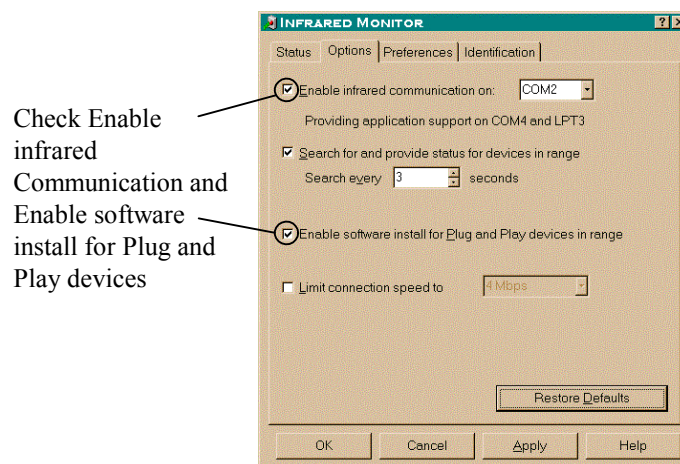 INFRARED MONITOR
Status Options Preferences Identification
Enable infrared communication on: COM2
Providing application support on COM4 and LPT3
Search for and provide status for devices in range
Search every 3 seconds
Enable software install for Plug and Play devices in range
Limit connection speed to 4 Mbps
Restore Defaults
OK Cancel Apply Help
Check Enable
infrared
Communication and
Enable software
install for Plug and
Play devices